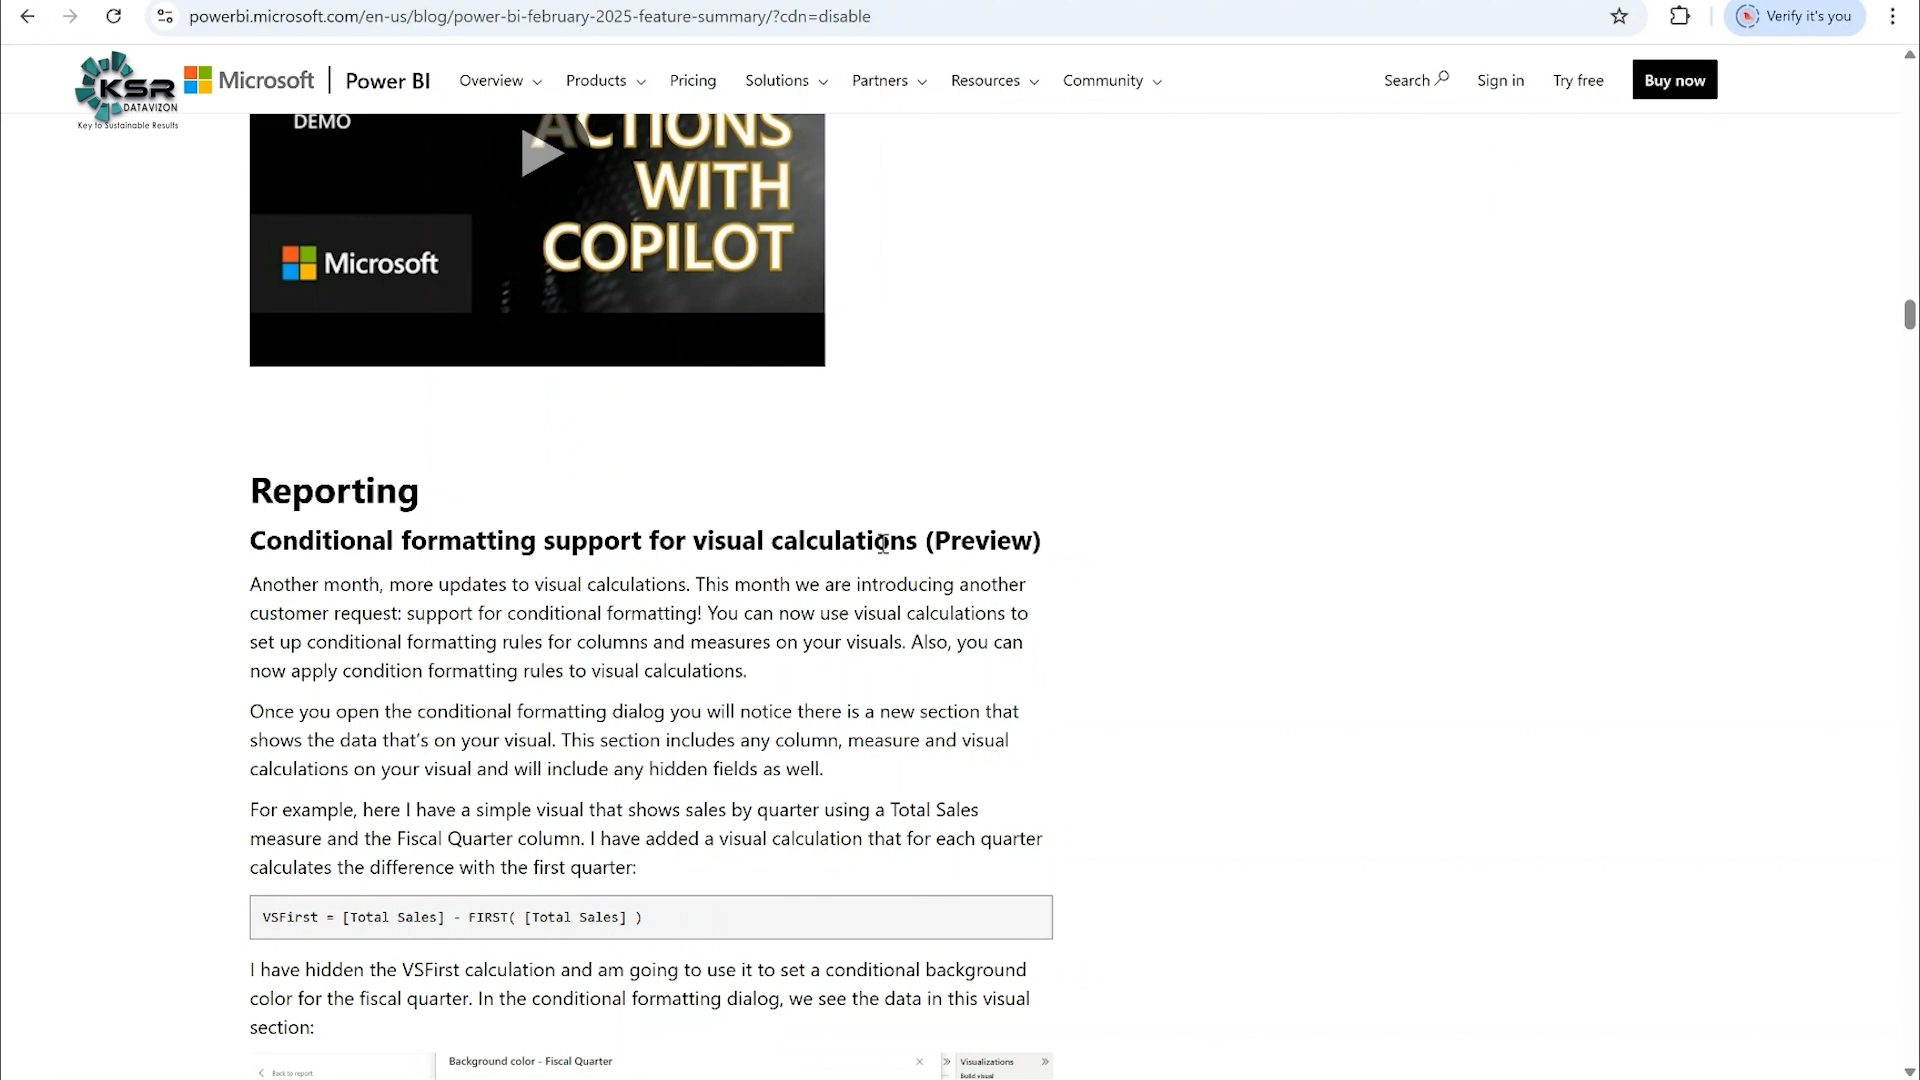 powerbi.microsoft.com/en-us/blog/power-bi-february-2025-feature-summary/?cdn=disable
Verify it's you
KSR
DATAVIZON
Key to Sustainable Results
Microsoft
Power BI
Overview
Products
Pricing
Solutions
Partners
Resources
Community
Search
Sign in
Try free
Buy now
DEMO
ACTIONS
WITH
COPILOT
Microsoft
Reporting
Conditional formatting support for visual calculations (Preview)
Another month, more updates to visual calculations. This month we are introducing another
customer request: support for conditional formatting! You can now use visual calculations to
set up conditional formatting rules for columns and measures on your visuals. Also, you can
now apply condition formatting rules to visual calculations.
Once you open the conditional formatting dialog you will notice there is a new section that
shows the data that's on your visual. This section includes any column, measure and visual
calculations on your visual and will include any hidden fields as well.
For example, here I have a simple visual that shows sales by quarter using a Total Sales
measure and the Fiscal Quarter column. I have added a visual calculation that for each quarter
calculates the difference with the first quarter:
VSFirst = [Total Sales] - FIRST( [Total Sales] )
I have hidden the VSFirst calculation and am going to use it to set a conditional background
color for the fiscal quarter. In the conditional formatting dialog, we see the data in this visual
section:
Back to report
Background color - Fiscal Quarter
Visualizations
Build visual